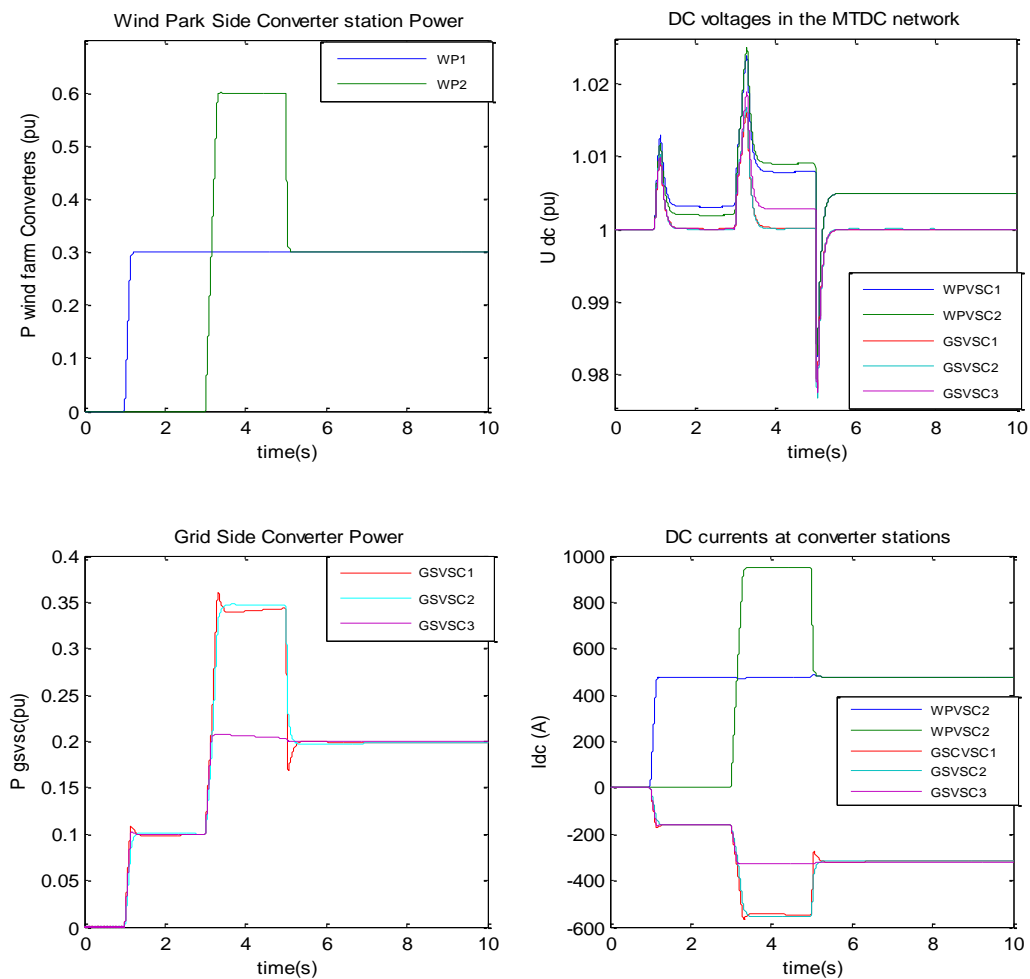 Wind Park Side Converter station Power
P wind farm Converters (pu)
0.6
0.5
0.4
0.3
0.2
0.1
0
0 2 4 6 8 10
time(s)
WP1
WP2
DC voltages in the MTDC network
U dc (pu)
1.02
1.01
1
0.99
0.98
0 2 4 6 8 10
time(s)
WPVSC1
WPVSC2
GSVSC1
GSVSC2
GSVSC3
Grid Side Converter Power
P gsvsc(pu)
0.4
0.35
0.3
0.25
0.2
0.15
0.1
0.05
0
0 2 4 6 8 10
time(s)
GSVSC1
GSVSC2
GSVSC3
DC currents at converter stations
Idc (A)
1000
800
600
400
200
0
-200
-400
-600
0 2 4 6 8 10
time(s)
WPVSC2
WPVSC2
GSCVSC1
GSVSC2
GSVSC3